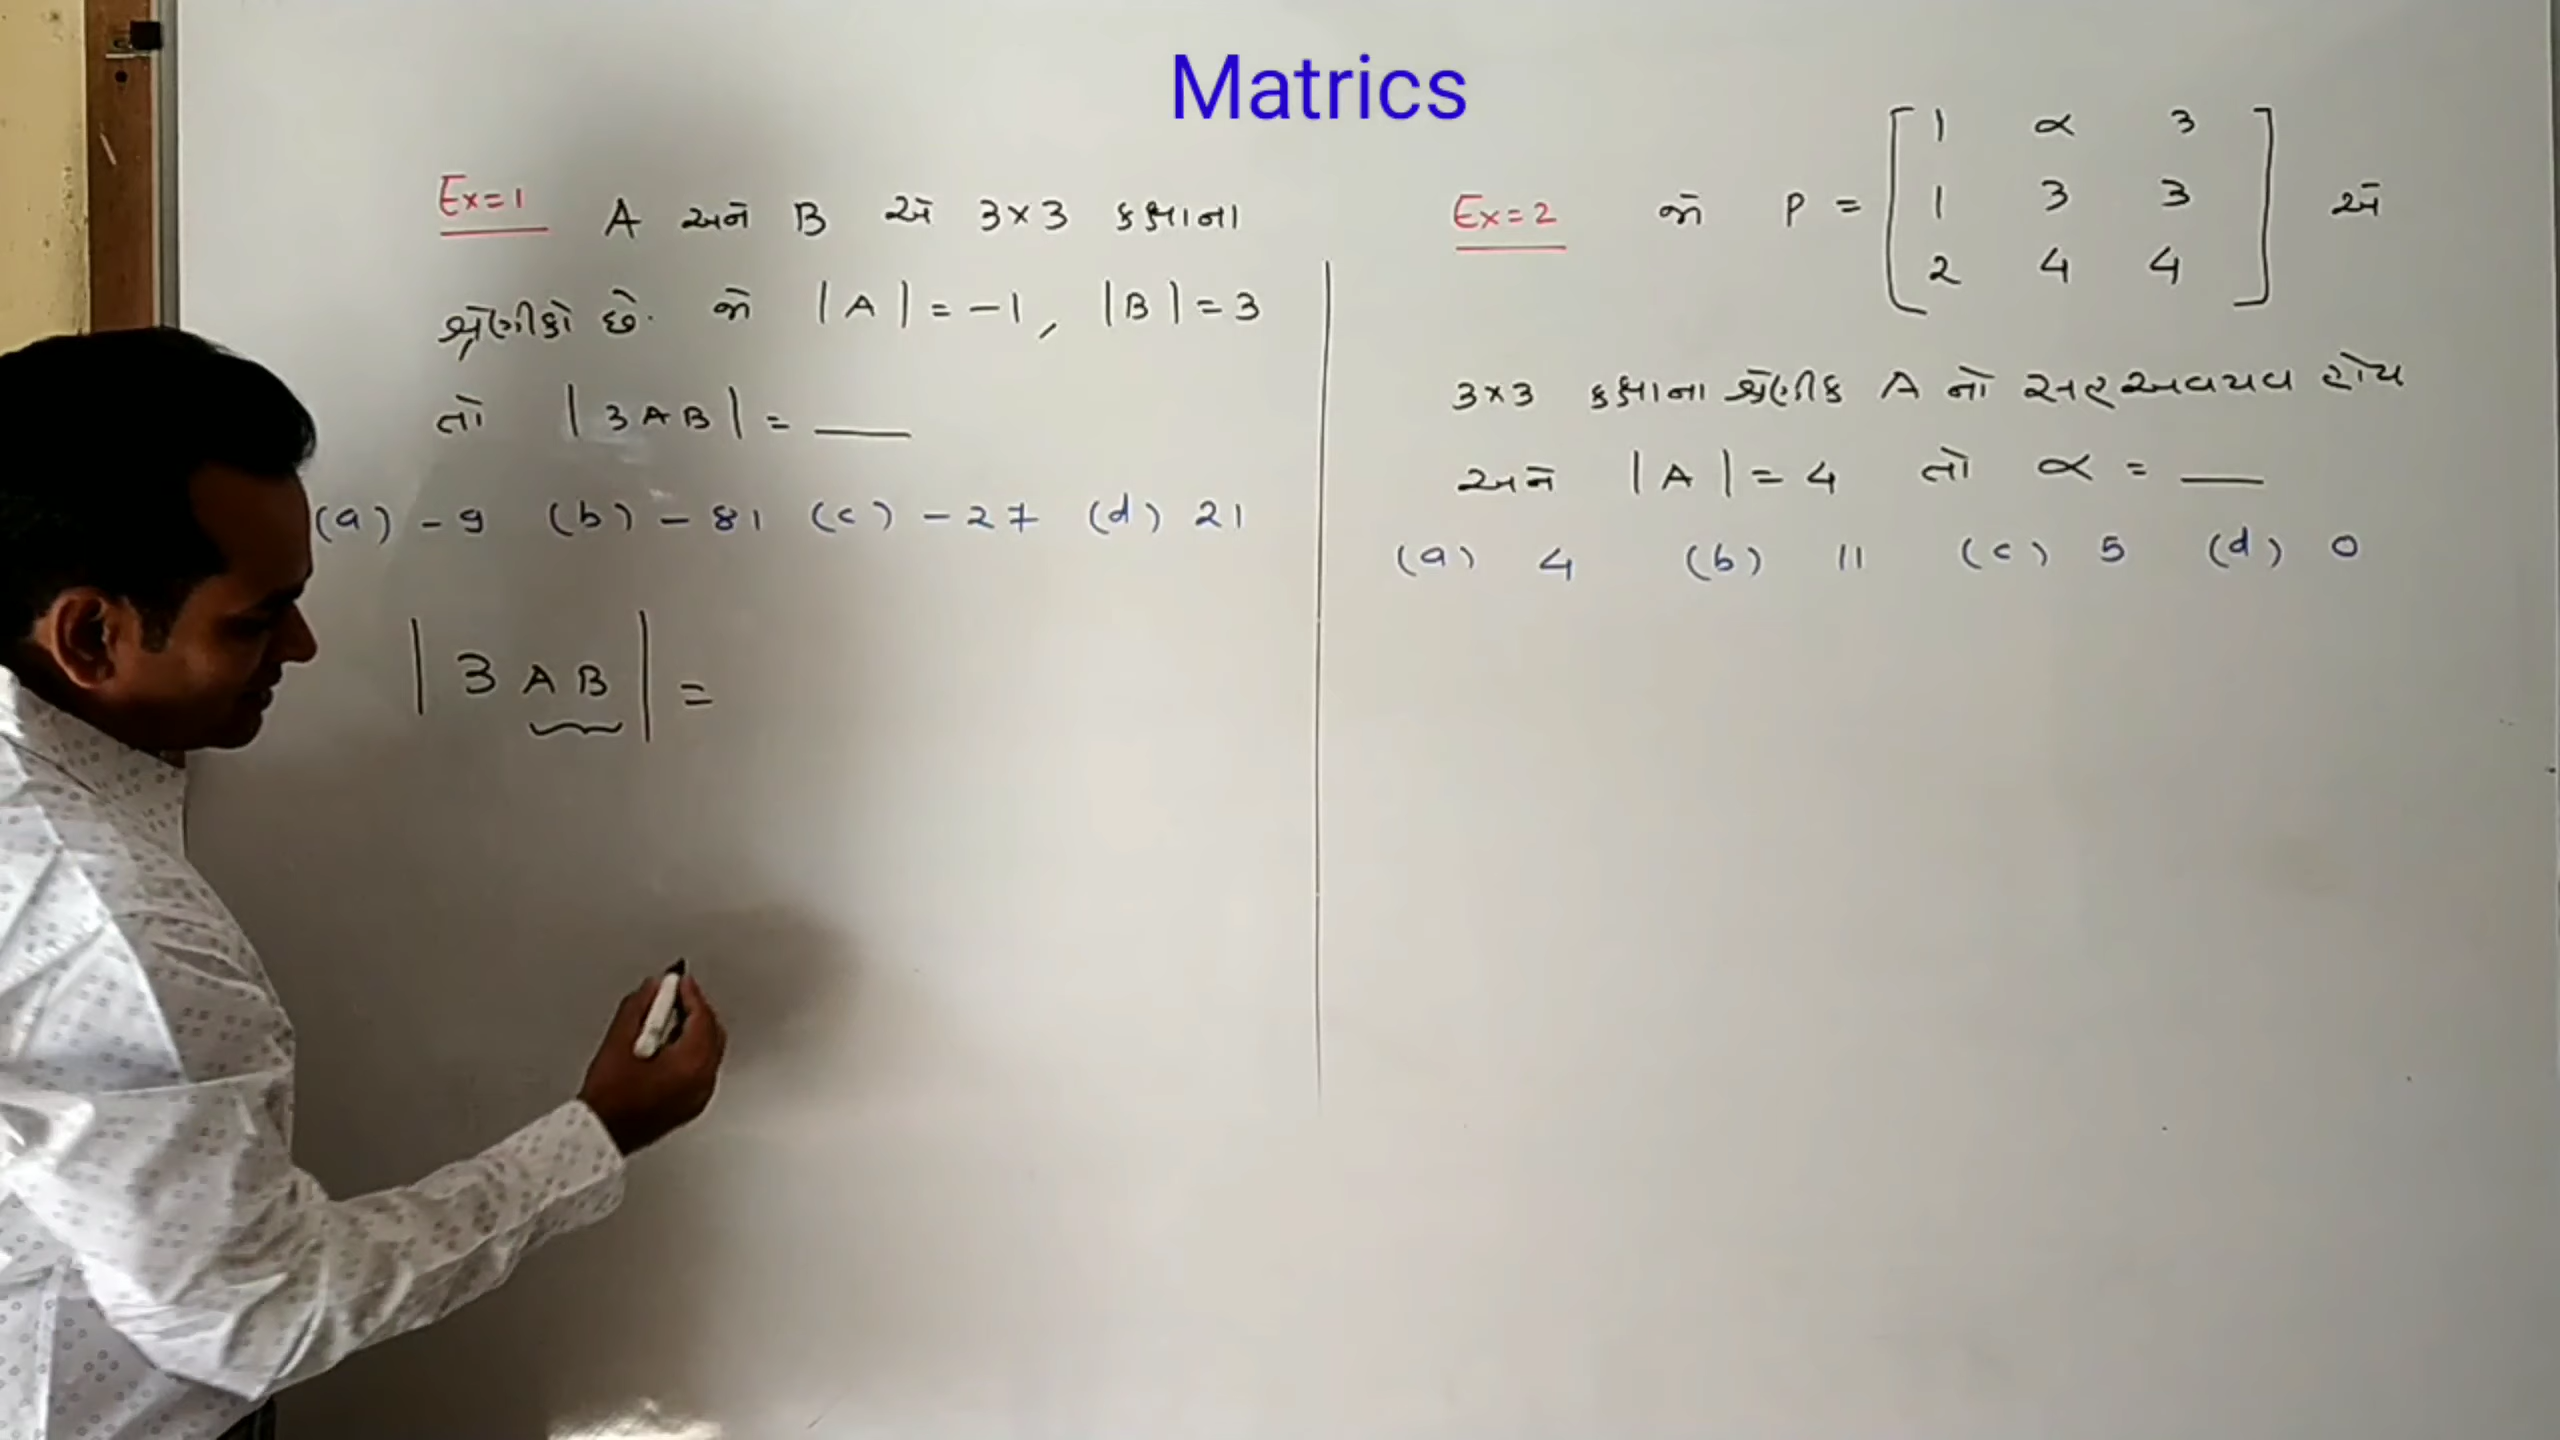 Matrics
Ex=1 A અને B એ 3×3 કક્ષાના
શ્રેણીકો છે. જો |A| = -1, |B| = 3
તો |3AB| = ___
(a) -9 (b) -81 (c) -27 (d) 21
|3AB| =
Ex=2 જો P = [ 1 α 3
1 3 3
2 4 4 ] એ
3×3 કક્ષાના શ્રેણીક A નો સહઅવયવ હોય
અને |A| = 4 તો α = ___
(a) 4 (b) 11 (c) 5 (d) 0